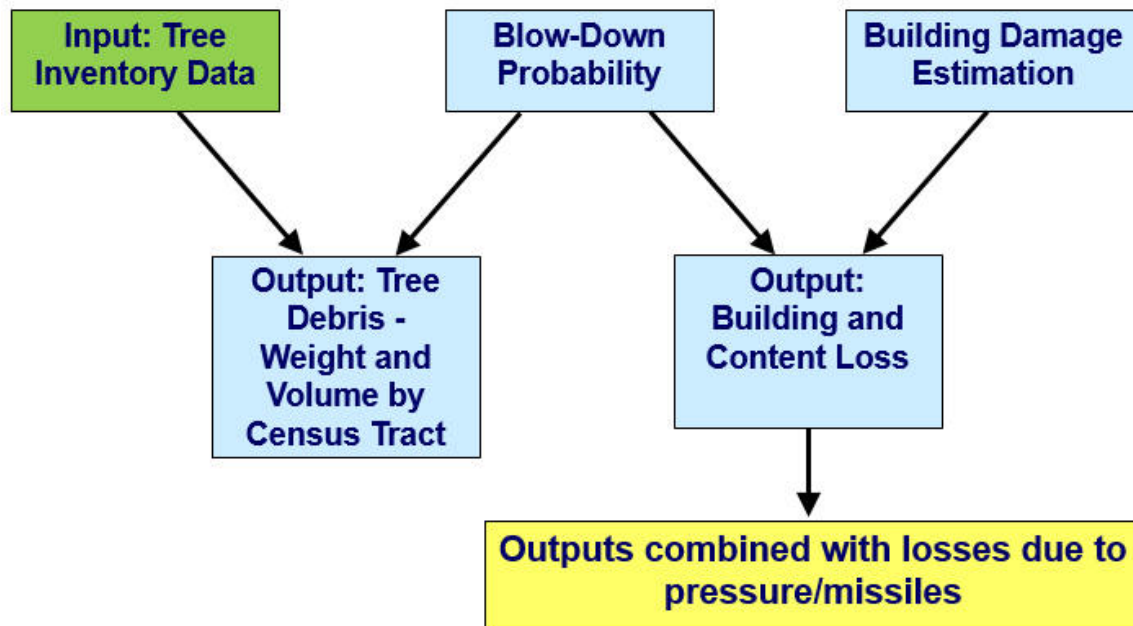 Input: Tree
Inventory Data
Blow-Down
Probability
Building Damage
Estimation
Output: Tree
Debris -
Weight and
Volume by
Census Tract
Output:
Building and
Content Loss
Outputs combined with losses due to
pressure/missiles